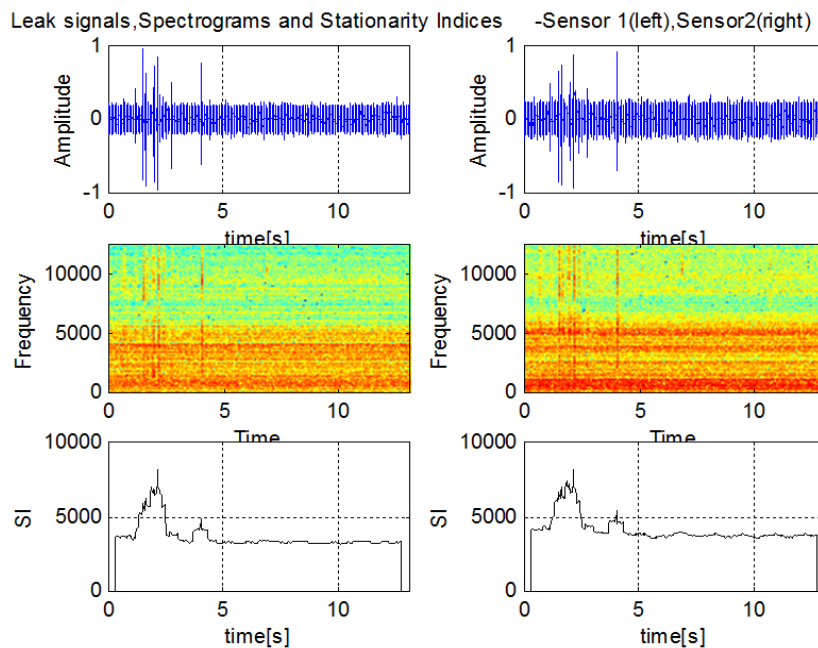 Leak signals,Spectrograms and Stationarity Indices -Sensor 1(left),Sensor2(right)
Amplitude
1
0
-1
0 5 10
time[s]
Amplitude
1
0
-1
0 5 10
time[s]
Frequency
10000
5000
0
0 5 10
Time
Frequency
10000
5000
0
0 5 10
Time
SI
10000
5000
0
0 5 10
time[s]
SI
10000
5000
0
0 5 10
time[s]